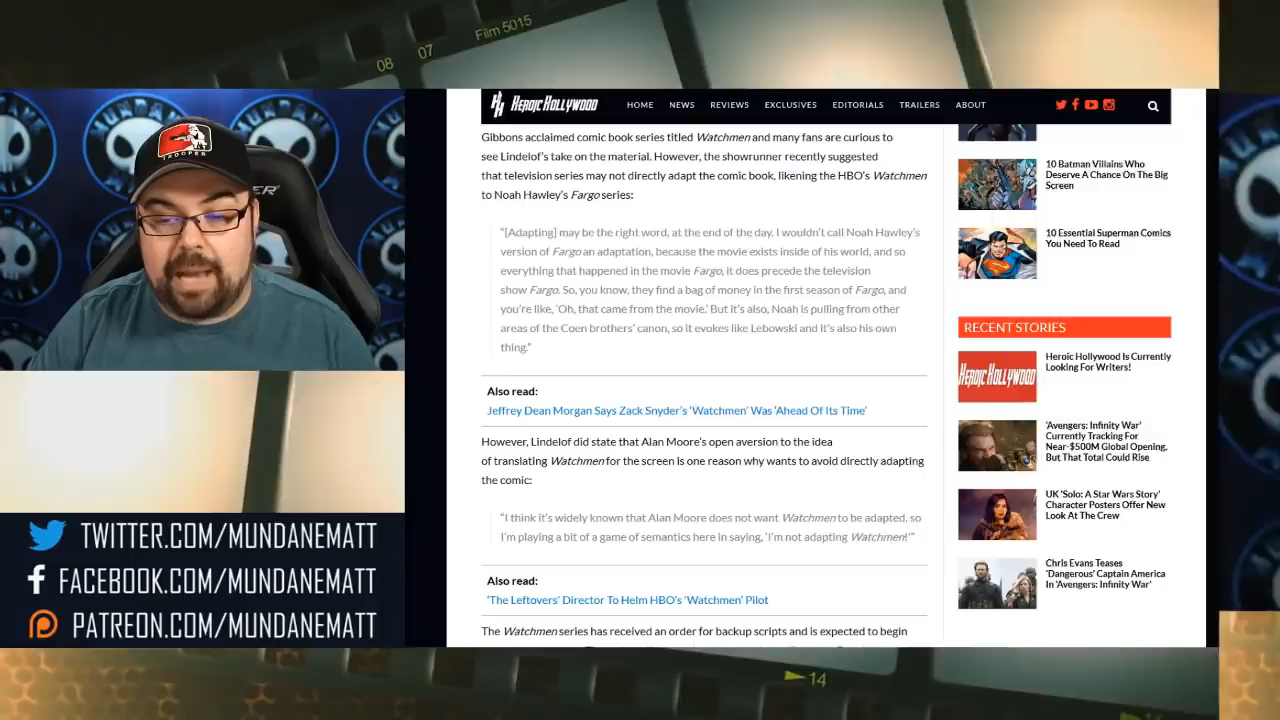 Film 5015
08 07
MUNDANE
TROOPER
TWITTER.COM/MUNDANEMATT
FACEBOOK.COM/MUNDANEMATT
PATREON.COM/MUNDANEMATT
HEROIC HOLLYWOOD
HOME NEWS REVIEWS EXCLUSIVES EDITORIALS TRAILERS ABOUT
Gibbons acclaimed comic book series titled Watchmen and many fans are curious to
see Lindelof's take on the material. However, the showrunner recently suggested
that television series may not directly adapt the comic book, likening the HBO's Watchmen
to Noah Hawley's Fargo series:
"[Adapting] may be the right word, at the end of the day, I wouldn't call Noah Hawley's
version of Fargo an adaptation, because the movie exists inside of his world, and so
everything that happened in the movie Fargo, it does precede the television
show Fargo. So, you know, they find a bag of money in the first season of Fargo, and
you're like, 'Oh, that came from the movie.' But it's also, Noah is pulling from other
areas of the Coen brothers' canon, so it evokes like Lebowski and it's also his own
thing."
Also read:
Jeffrey Dean Morgan Says Zack Snyder's 'Watchmen' Was 'Ahead Of Its Time'
However, Lindelof did state that Alan Moore's open aversion to the idea
of translating Watchmen for the screen is one reason why wants to avoid directly adapting
the comic:
"I think it's widely known that Alan Moore does not want Watchmen to be adapted, so
I'm playing a bit of a game of semantics here in saying, 'I'm not adapting Watchmen!'"
Also read:
'The Leftovers' Director To Helm HBO's 'Watchmen' Pilot
The Watchmen series has received an order for backup scripts and is expected to begin
10 Batman Villains Who
Deserve A Chance On The Big
Screen
10 Essential Superman Comics
You Need To Read
RECENT STORIES
HEROIC HOLLYWOOD
Heroic Hollywood Is Currently
Looking For Writers!
'Avengers: Infinity War'
Currently Tracking For
Near-$500M Global Opening,
But That Total Could Rise
UK 'Solo: A Star Wars Story'
Character Posters Offer New
Look At The Crew
Chris Evans Teases
'Dangerous' Captain America
In 'Avengers: Infinity War'
14